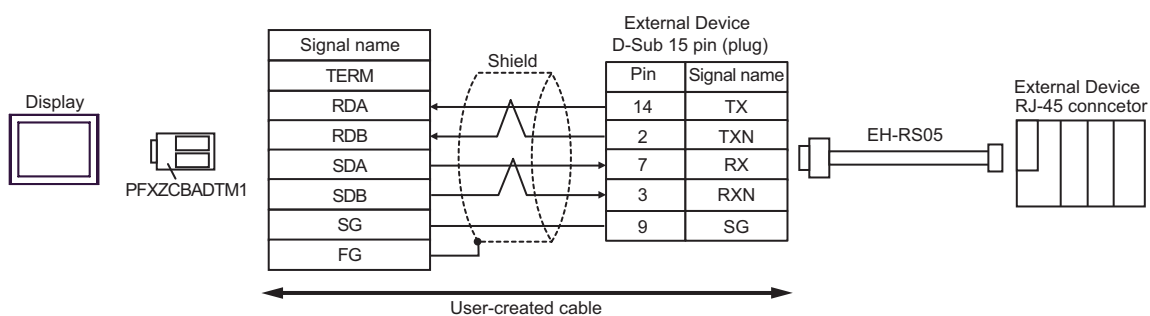 External Device
D-Sub 15 pin (plug)
Signal name
Shield
Pin Signal name
TERM
External Device
RJ-45 conncetor
Display
RDA 14 TX
RDB 2 TXN
EH-RS05
SDA 7 RX
PFXZCBADTM1
SDB 3 RXN
SG 9 SG
FG
User-created cable